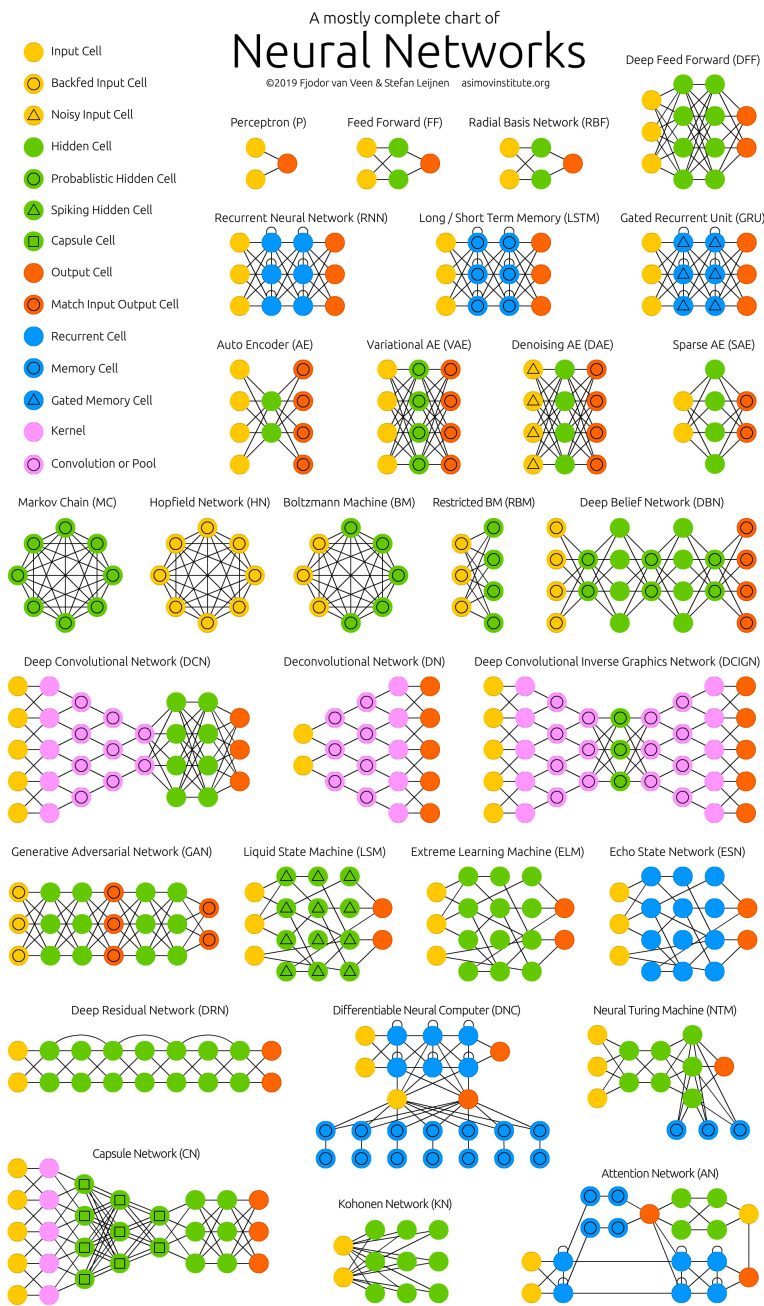 A mostly complete chart of
Neural Networks
©2019 Fjodor van Veen & Stefan Leijnen asimovinstitute.org
Input Cell
Backfed Input Cell
Noisy Input Cell
Hidden Cell
Probablistic Hidden Cell
Spiking Hidden Cell
Capsule Cell
Output Cell
Match Input Output Cell
Recurrent Cell
Memory Cell
Gated Memory Cell
Kernel
Convolution or Pool
Deep Feed Forward (DFF)
Perceptron (P)
Feed Forward (FF)
Radial Basis Network (RBF)
Recurrent Neural Network (RNN)
Long / Short Term Memory (LSTM)
Gated Recurrent Unit (GRU)
Auto Encoder (AE)
Variational AE (VAE)
Denoising AE (DAE)
Sparse AE (SAE)
Markov Chain (MC)
Hopfield Network (HN)
Boltzmann Machine (BM)
Restricted BM (RBM)
Deep Belief Network (DBN)
Deep Convolutional Network (DCN)
Deconvolutional Network (DN)
Deep Convolutional Inverse Graphics Network (DCIGN)
Generative Adversarial Network (GAN)
Liquid State Machine (LSM)
Extreme Learning Machine (ELM)
Echo State Network (ESN)
Deep Residual Network (DRN)
Differentiable Neural Computer (DNC)
Neural Turing Machine (NTM)
Capsule Network (CN)
Kohonen Network (KN)
Attention Network (AN)